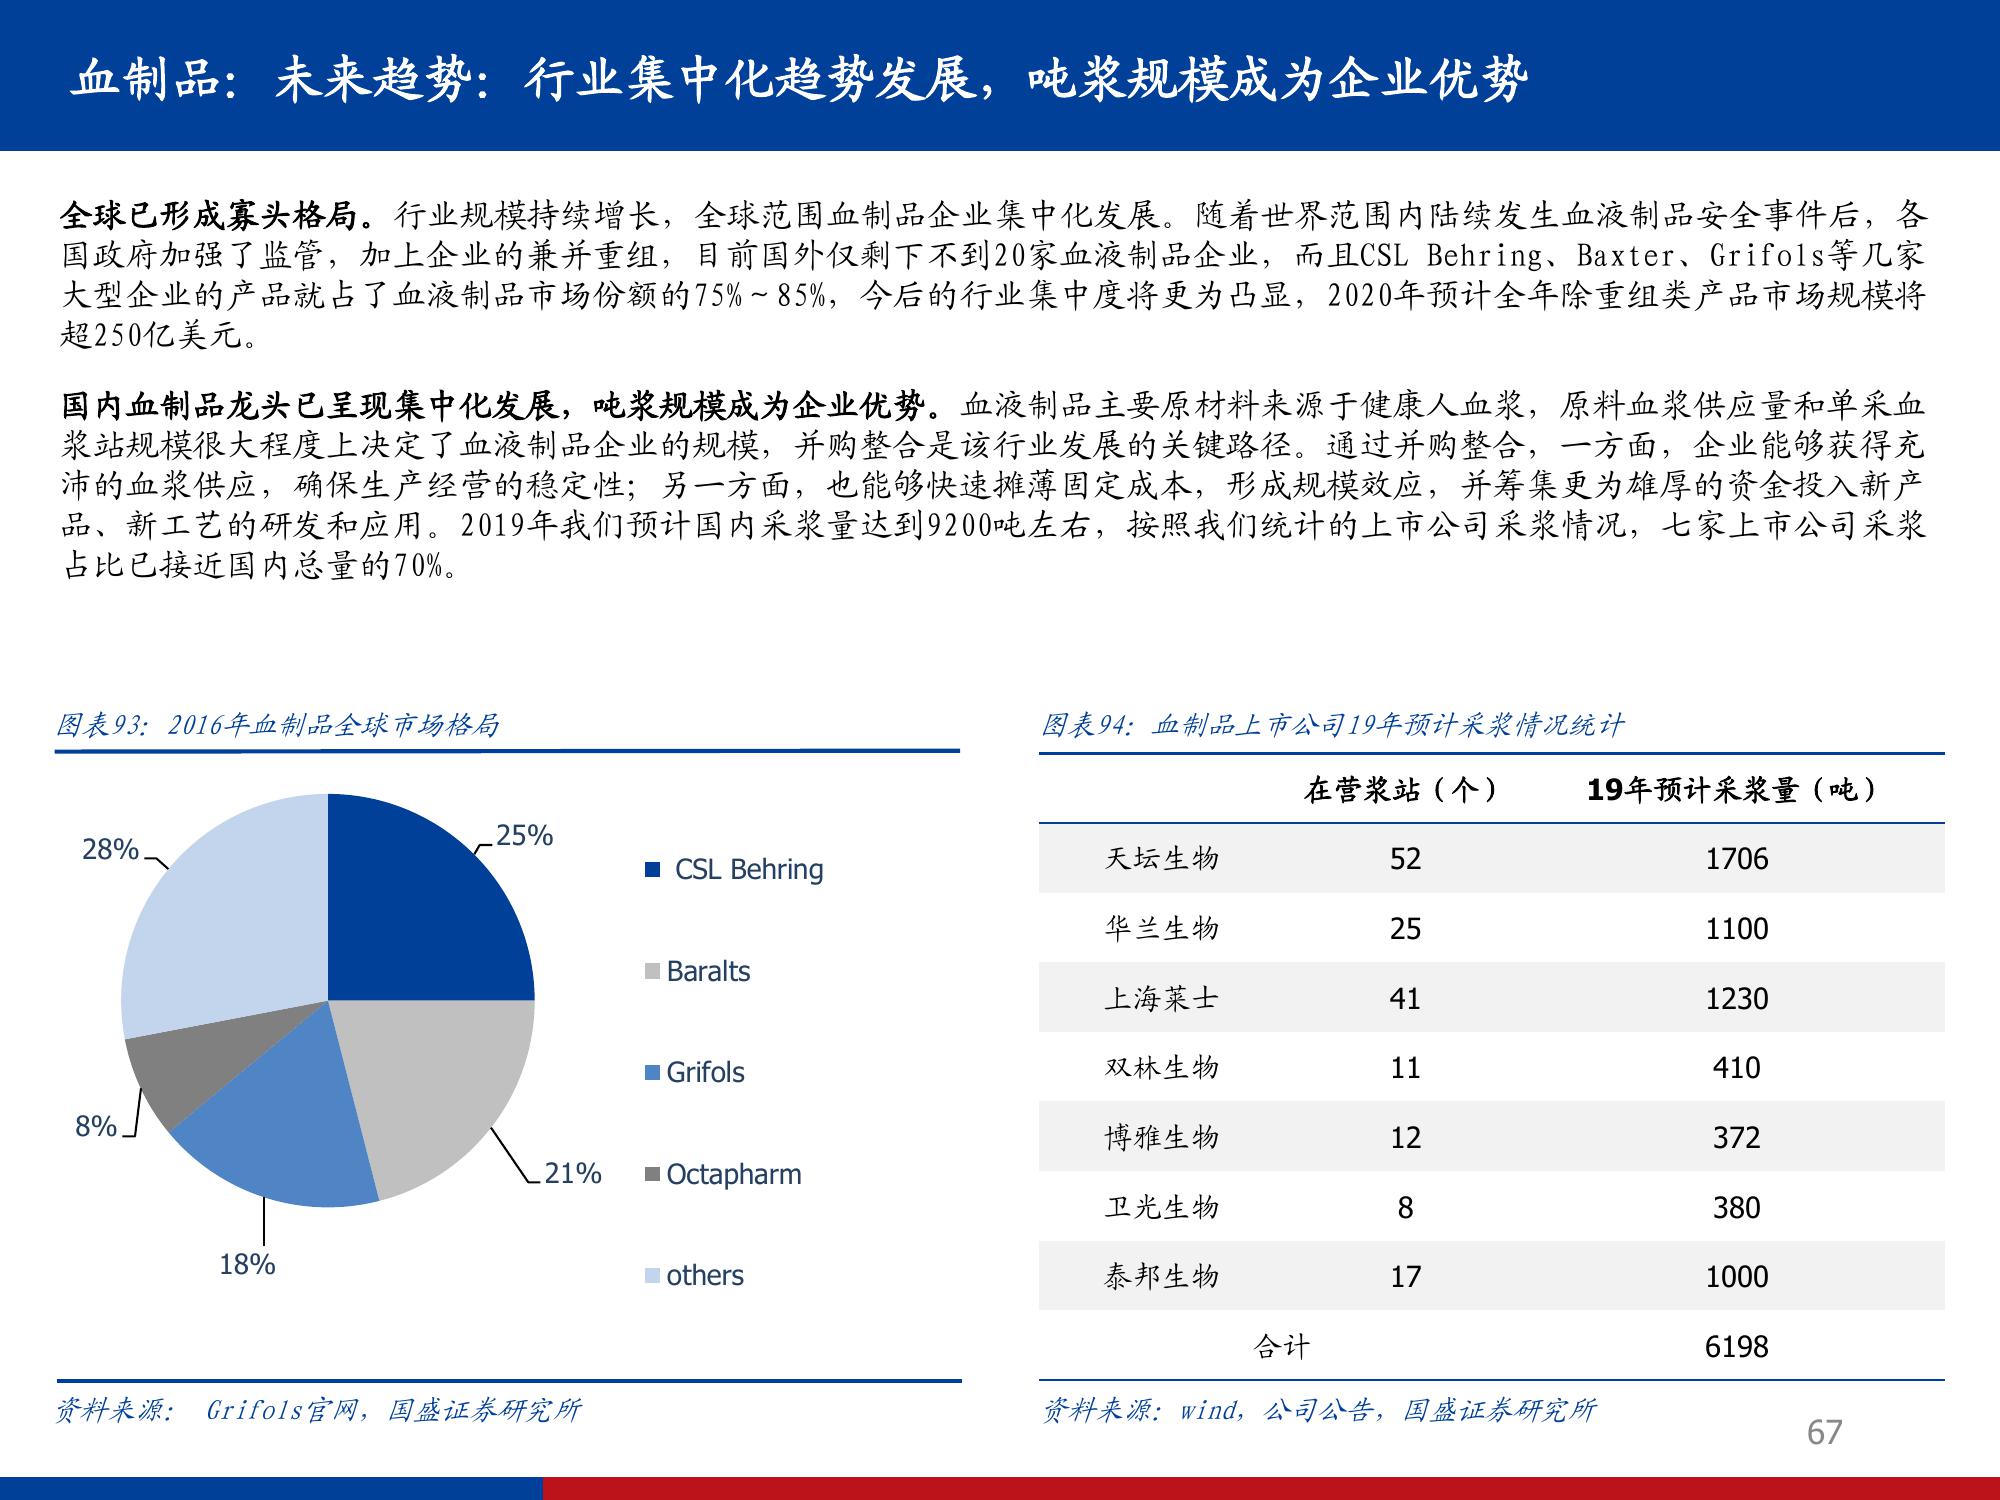 血制品：未来趋势：行业集中化趋势发展，吨浆规模成为企业优势
全球已形成寡头格局。行业规模持续增长，全球范围血制品企业集中化发展。随着世界范围内陆续发生血液制品安全事件后，各
国政府加强了监管，加上企业的兼并重组，目前国外仅剩下不到20家血液制品企业，而且CSL Behring、Baxter、Grifols等几家
大型企业的产品就占了血液制品市场份额的75%～85%，今后的行业集中度将更为凸显，2020年预计全年除重组类产品市场规模将
超250亿美元。
国内血制品龙头已呈现集中化发展，吨浆规模成为企业优势。血液制品主要原材料来源于健康人血浆，原料血浆供应量和单采血
浆站规模很大程度上决定了血液制品企业的规模，并购整合是该行业发展的关键路径。通过并购整合，一方面，企业能够获得充
沛的血浆供应，确保生产经营的稳定性；另一方面，也能够快速摊薄固定成本，形成规模效应，并筹集更为雄厚的资金投入新产
品、新工艺的研发和应用。2019年我们预计国内采浆量达到9200吨左右，按照我们统计的上市公司采浆情况，七家上市公司采浆
占比已接近国内总量的70%。
图表93：2016年血制品全球市场格局
28%
25%
8%
21%
18%
CSL Behring
Baralts
Grifols
Octapharm
others
资料来源： Grifols官网，国盛证券研究所
图表94：血制品上市公司19年预计采浆情况统计
在营浆站（个） 19年预计采浆量（吨）
天坛生物 52 1706
华兰生物 25 1100
上海莱士 41 1230
双林生物 11 410
博雅生物 12 372
卫光生物 8 380
泰邦生物 17 1000
合计 6198
资料来源：wind，公司公告，国盛证券研究所
67